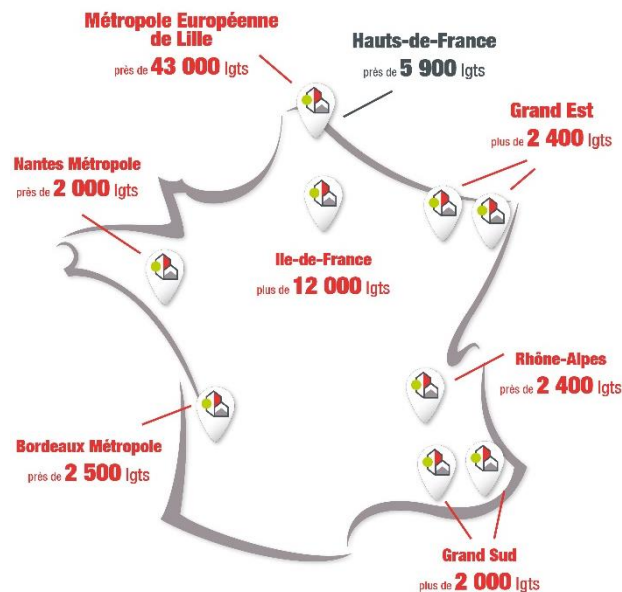 Métropole Européenne
de Lille
près de 43 000 lgts
Hauts-de-France
près de 5 900 lgts
Grand Est
plus de 2 400 lgts
Nantes Métropole
près de 2 000 lgts
Ile-de-France
plus de 12 000 lgts
Rhône-Alpes
près de 2 400 lgts
Bordeaux Métropole
près de 2 500 lgts
Grand Sud
plus de 2 000 lgts